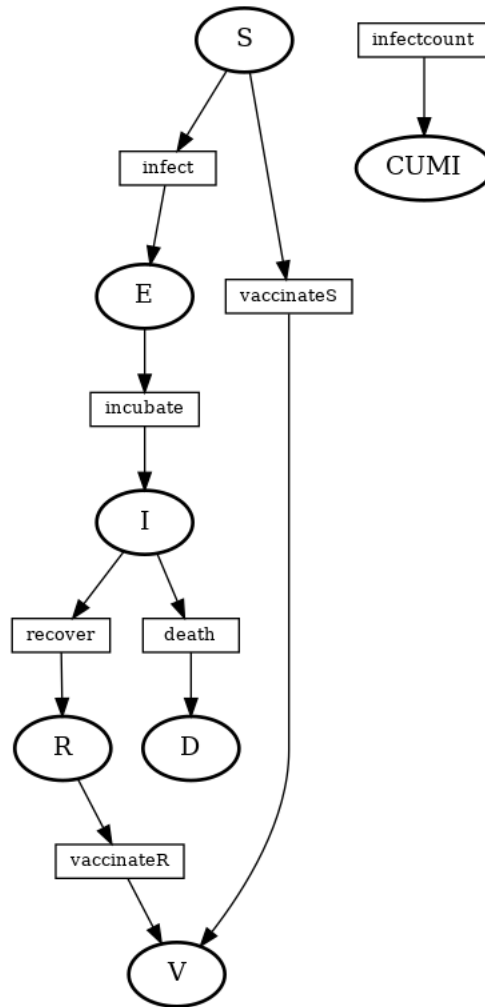 S
infectcount
infect
CUMI
E
vaccinateS
incubate
I
recover
death
R
D
vaccinateR
V